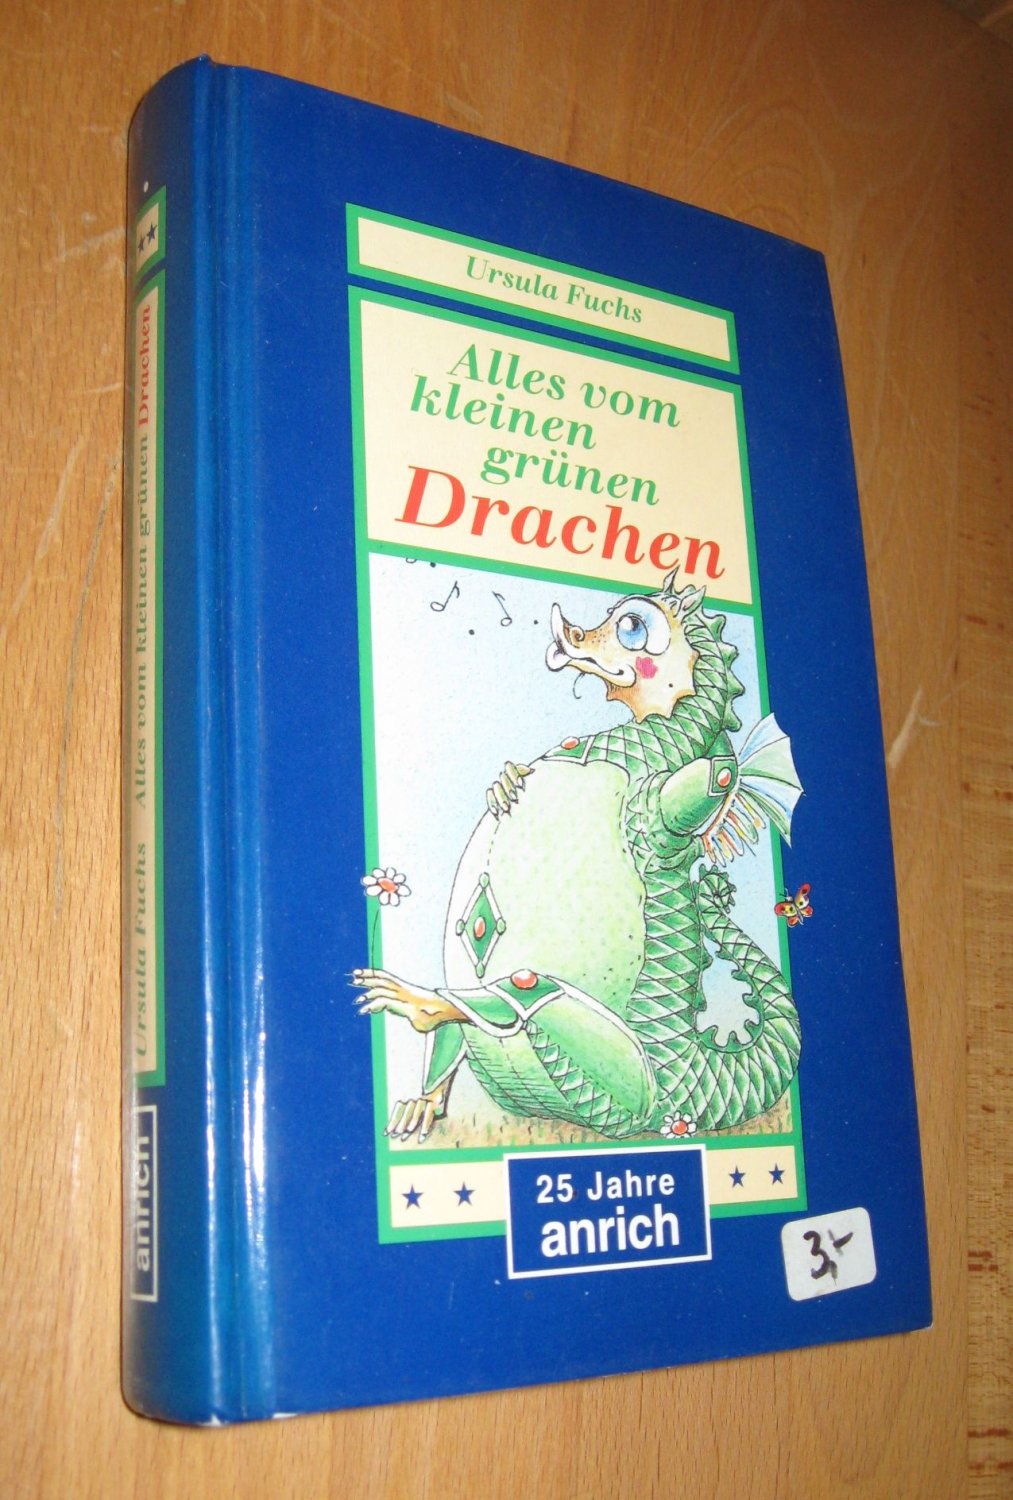 Ursula Fuchs
Alles vom
kleinen
grünen
Drachen
25 Jahre
anrich
3,-
Ursula Fuchs Alles vom kleinen grünen Drachen
anrich